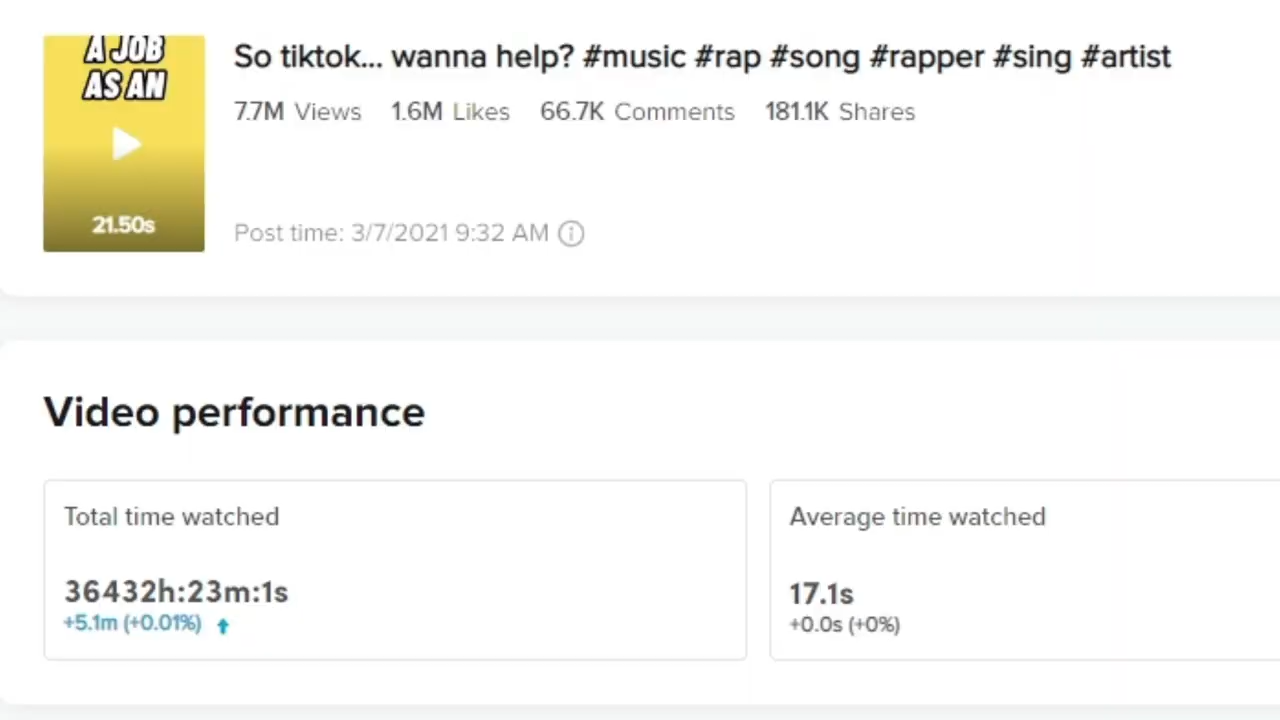 A JOB
AS AN
21.50s
So tiktok... wanna help? #music #rap #song #rapper #sing #artist
7.7M Views 1.6M Likes 66.7K Comments 181.1K Shares
Post time: 3/7/2021 9:32 AM
Video performance
Total time watched
36432h:23m:1s
+5.1m (+0.01%)
Average time watched
17.1s
+0.0s (+0%)